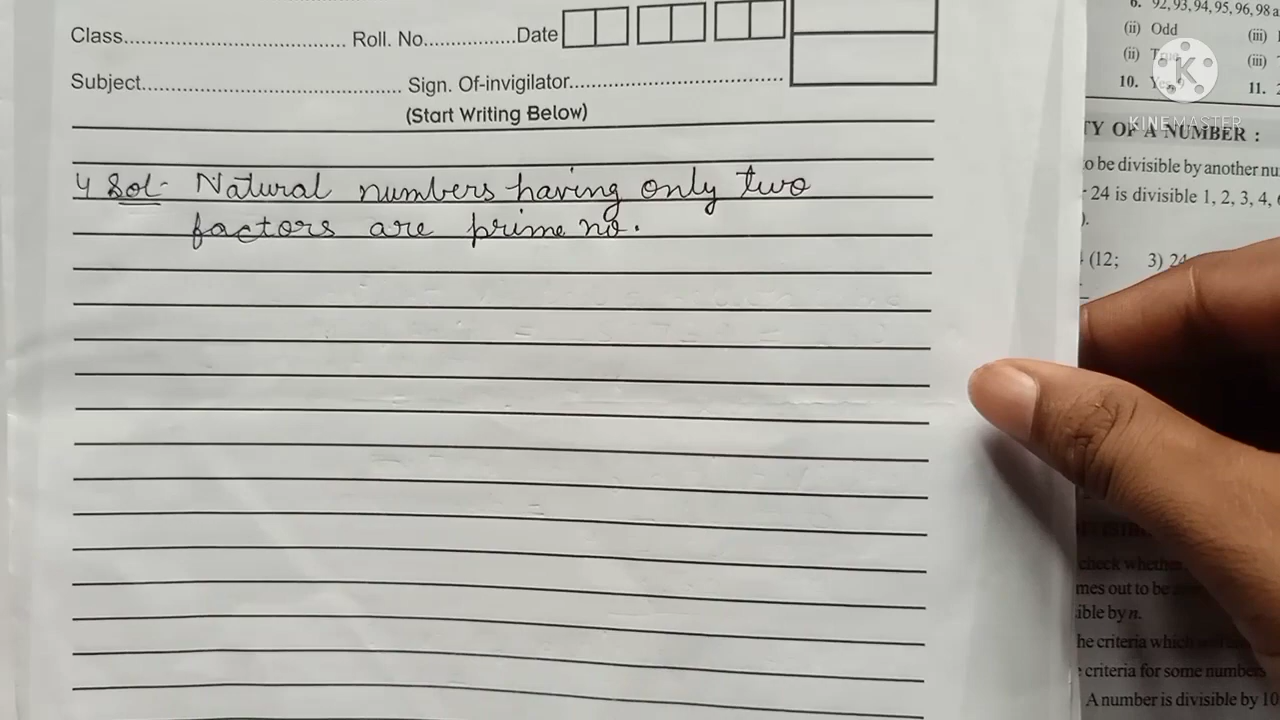 Class................................ Roll. No................Date
Subject..................................... Sign. Of-invigilator...............................
(Start Writing Below)
4 Sol- Natural numbers having only two
factors are prime no.
6. 92, 93, 94, 95, 96, 98 a
(ii) Odd (iii)
(ii) (iii)
10. Yes, 9 11. 2
KINEMASTER
TY OF A NUMBER :
to be divisible by another nu
24 is divisible 1, 2, 3, 4,
(12; 3) 24
check whether
mes out to be
ible by n.
he criteria which
criteria for some numbers
A number is divisible by 10